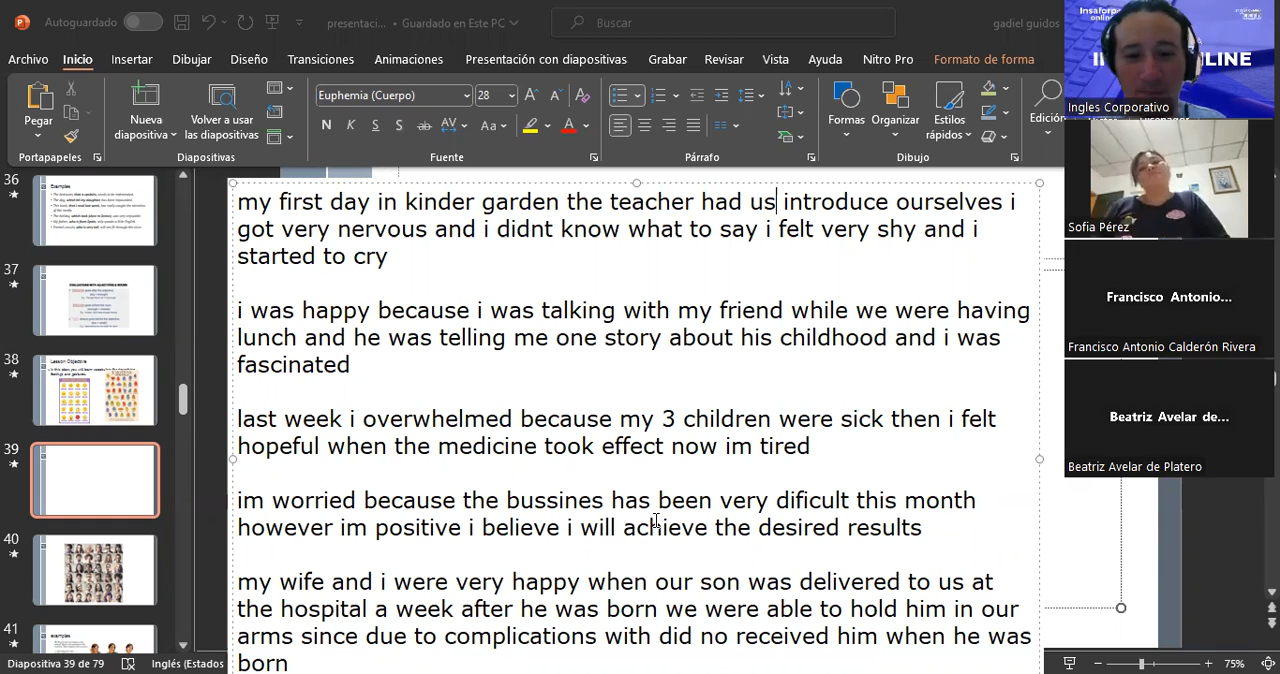 Autoguardado
presentaci... • Guardado en Este PC
Buscar
gadiel guidos
Archivo Inicio Insertar Dibujar Diseño Transiciones Animaciones Presentación con diapositivas Grabar Revisar Vista Ayuda Nitro Pro Formato de forma
Euphemia (Cuerpo) 28
Pegar
Nueva diapositiva
Volver a usar las diapositivas
Formas Organizar Estilos rápidos Edición
Portapapeles Diapositivas Fuente Párrafo Dibujo
Insaforp
online
Ingles Corporativo
Sofia Pérez
Francisco Antonio...
Francisco Antonio Calderón Rivera
Beatriz Avelar de...
Beatriz Avelar de Platero
36
Examples
37
38
Lesson Objective
39
40
41
examples
my first day in kinder garden the teacher had us introduce ourselves i
got very nervous and i didnt know what to say i felt very shy and i
started to cry
i was happy because i was talking with my friend while we were having
lunch and he was telling me one story about his childhood and i was
fascinated
last week i overwhelmed because my 3 children were sick then i felt
hopeful when the medicine took effect now im tired
im worried because the bussines has been very dificult this month
however im positive i believe i will achieve the desired results
my wife and i were very happy when our son was delivered to us at
the hospital a week after he was born we were able to hold him in our
arms since due to complications with did no received him when he was
born
Diapositiva 39 de 79
Inglés (Estados
75%